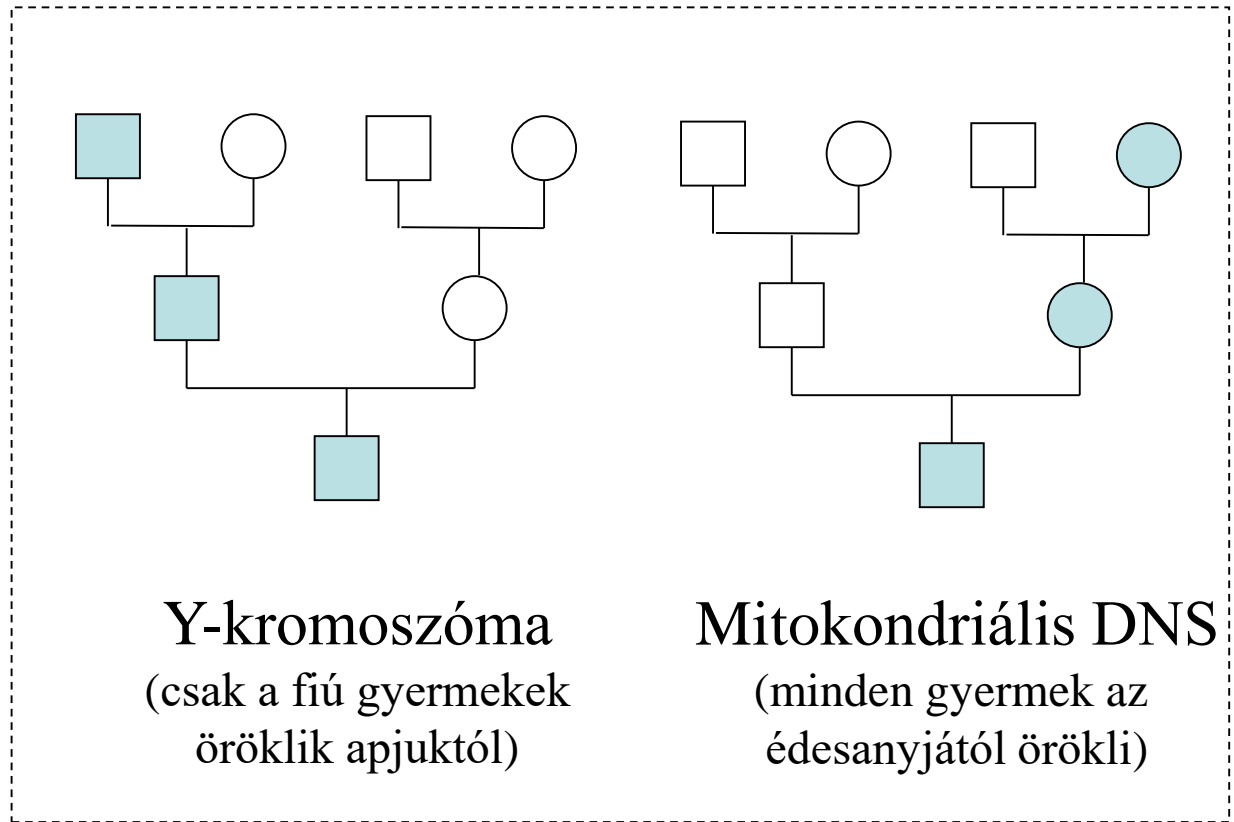 Y-kromoszóma
(csak a fiú gyermekek
öröklik apjuktól)
Mitokondriális DNS
(minden gyermek az
édesanyjától örökli)